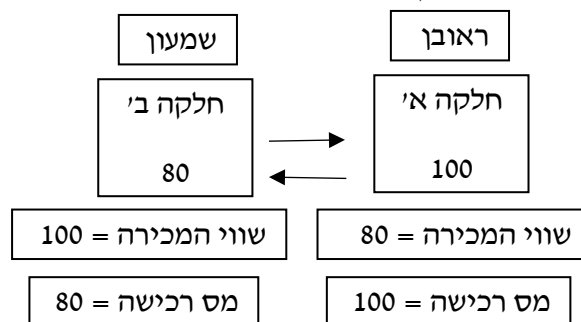 ראובן
שמעון
חלקה א'
100
חלקה ב'
80
שווי המכירה = 80
שווי המכירה = 100
מס רכישה = 100
מס רכישה = 80